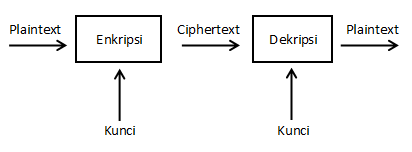 Plaintext
Enkripsi
Ciphertext
Dekripsi
Plaintext
Kunci
Kunci